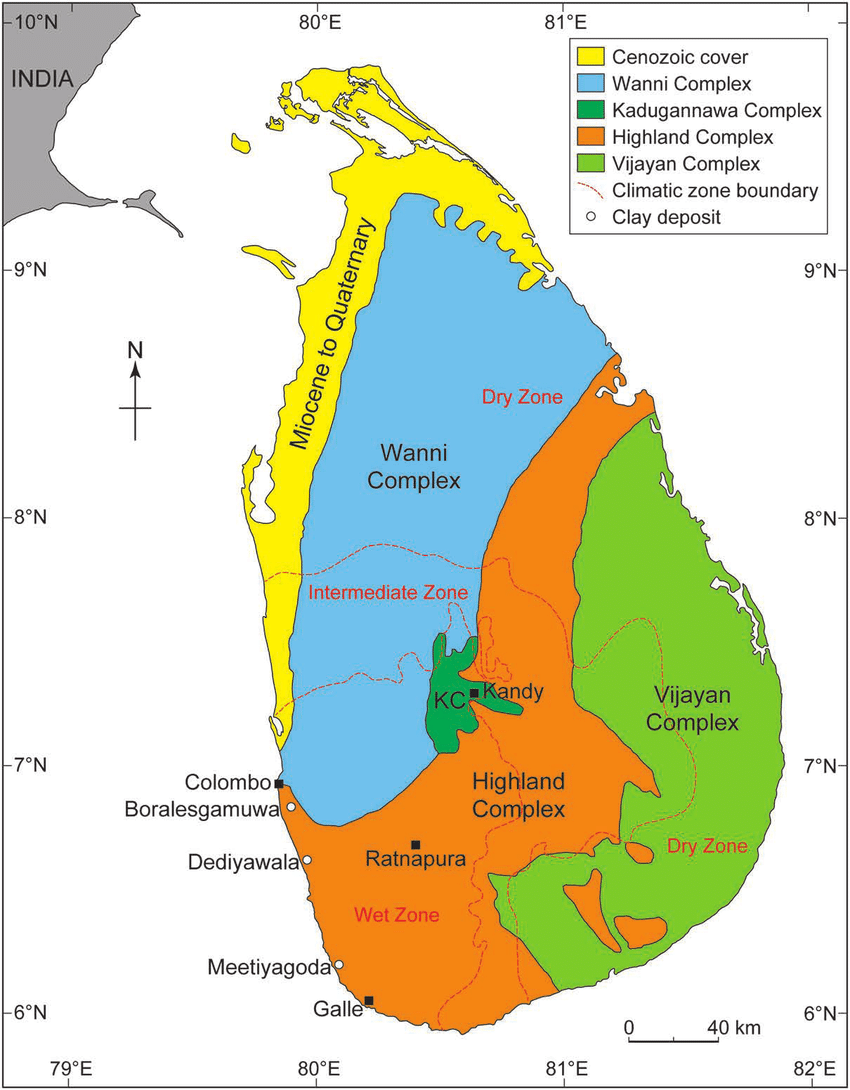 10°N
80°E
81°E
INDIA
Cenozoic cover
Wanni Complex
Kadugannawa Complex
Highland Complex
Vijayan Complex
Climatic zone boundary
Clay deposit
9°N
9°N
Miocene to Quaternary
N
Dry Zone
Wanni
Complex
8°N
8°N
Intermediate Zone
KC
Kandy
Vijayan
Complex
7°N
7°N
Colombo
Highland
Complex
Boralesgamuwa
Ratnapura
Dediyawala
Dry Zone
Wet Zone
Meetiyagoda
Galle
6°N
6°N
0
40 km
79°E
80°E
81°E
82°E